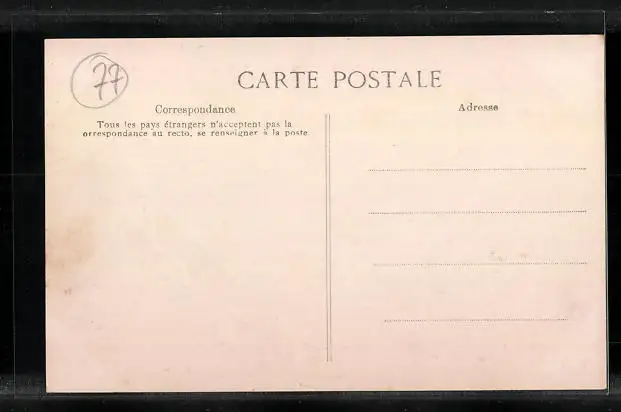 77
CARTE POSTALE
Correspondance
Adresse
Tous les pays étrangers n'acceptent pas la
orrespondance au recto, se renseigner à la poste